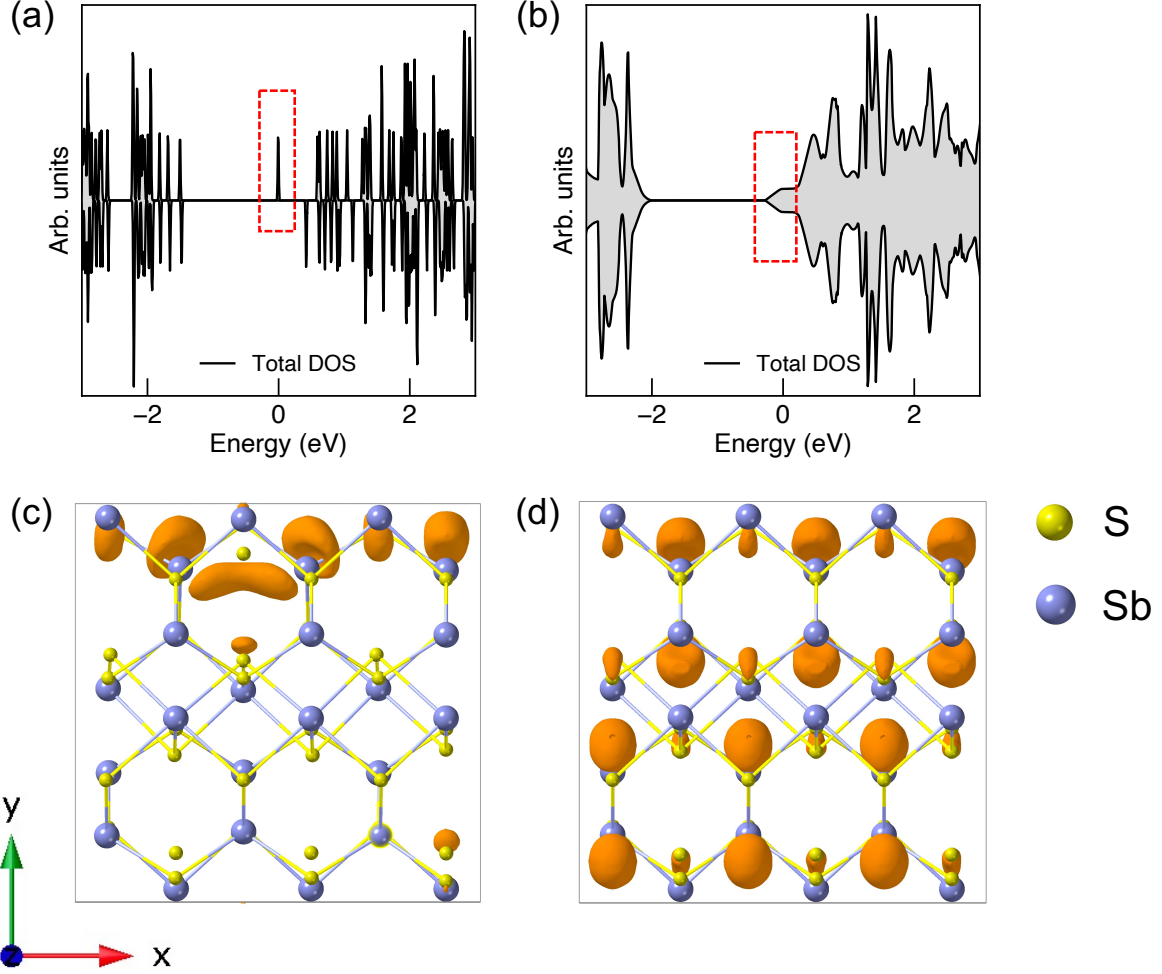 (a)
Arb. units
Total DOS
−2 0 2
Energy (eV)
(b)
Arb. units
Total DOS
−2 0 2
Energy (eV)
(c)
(d)
S
Sb
y
z
x